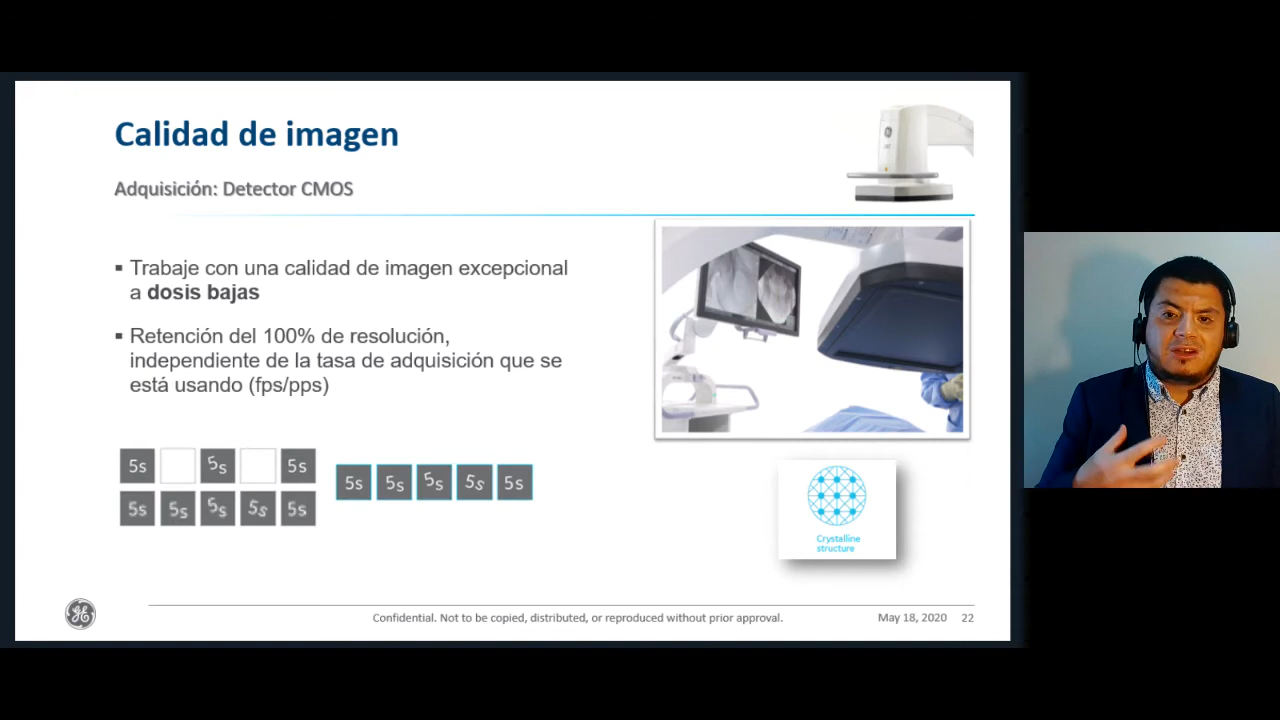 Calidad de imagen
Adquisición: Detector CMOS
▪ Trabaje con una calidad de imagen excepcional
a dosis bajas
▪ Retención del 100% de resolución,
independiente de la tasa de adquisición que se
está usando (fps/pps)
5s 5s 5s
5s 5s 5s 5s 5s
5s 5s 5s 5s 5s
Crystalline
structure
Confidential. Not to be copied, distributed, or reproduced without prior approval.
May 18, 2020 22